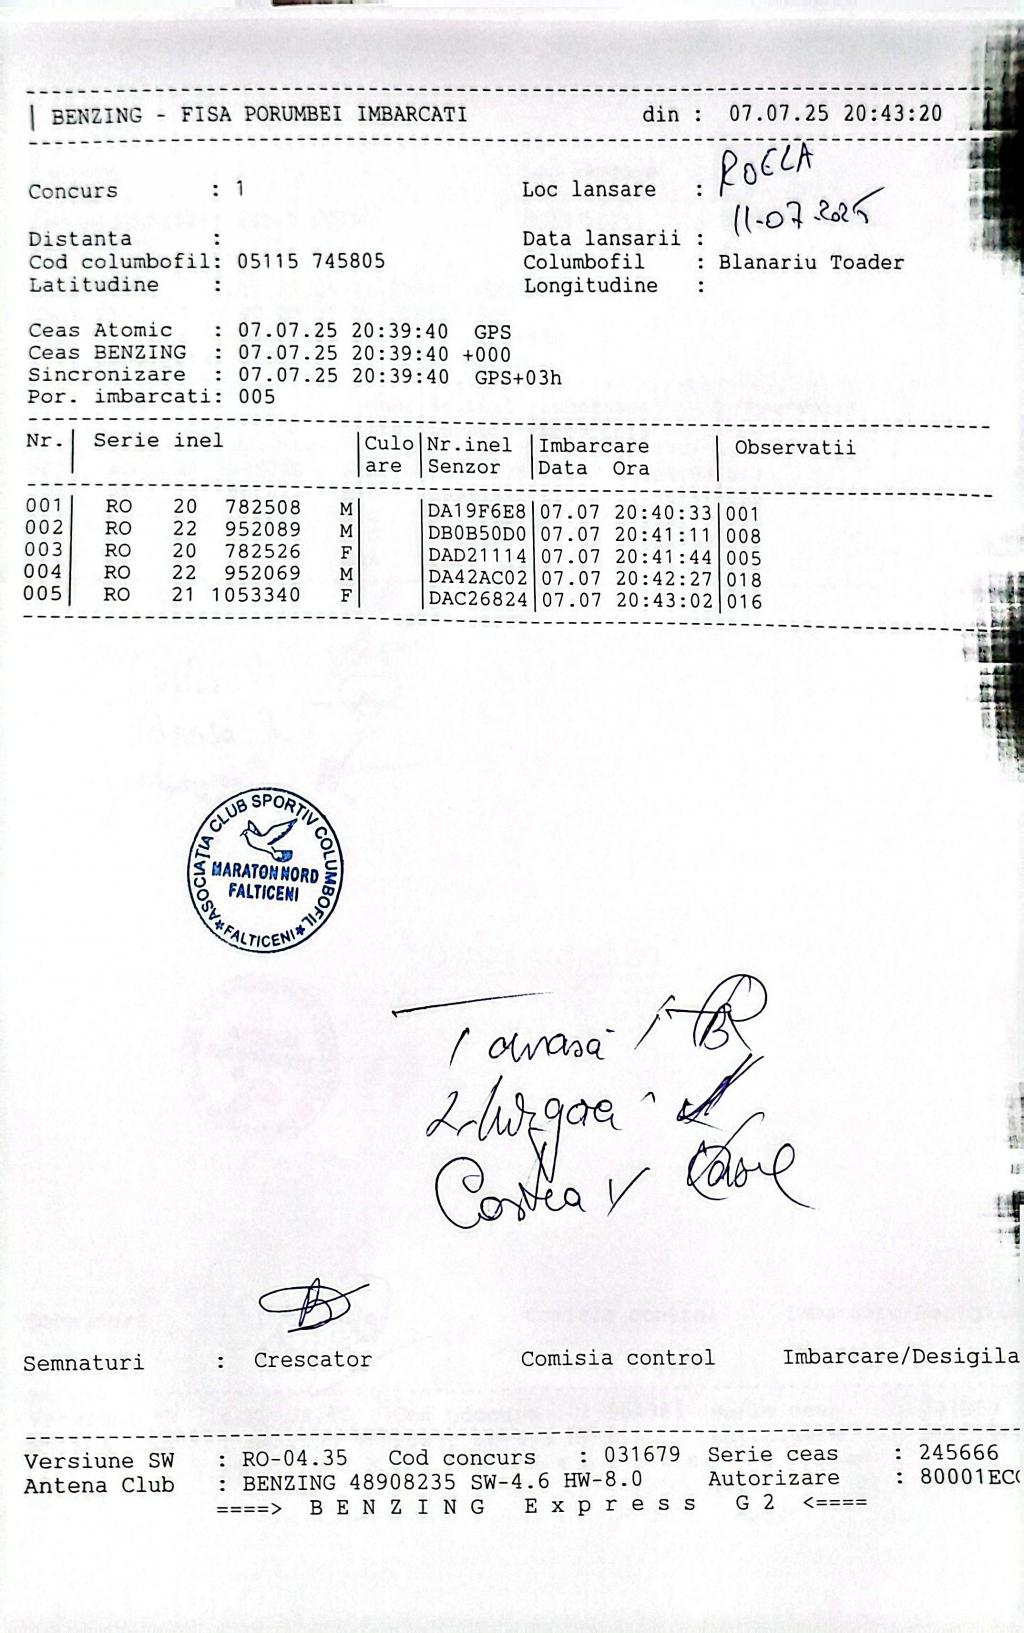 BENZING - FISA PORUMBEI IMBARCATI din : 07.07.25 20:43:20
Concurs : 1 Loc lansare : ROELA
Distanta : Data lansarii : 11-07-2025
Cod columbofil: 05115 745805 Columbofil : Blanariu Toader
Latitudine : Longitudine :
Ceas Atomic : 07.07.25 20:39:40 GPS
Ceas BENZING : 07.07.25 20:39:40 +000
Sincronizare : 07.07.25 20:39:40 GPS+03h
Por. imbarcati: 005
Nr. Serie inel Culo Nr.inel Imbarcare Observatii
are Senzor Data Ora
001 RO 20 782508 M DA19F6E8 07.07 20:40:33 001
002 RO 22 952089 M DB0B50D0 07.07 20:41:11 008
003 RO 20 782526 F DAD21114 07.07 20:41:44 005
004 RO 22 952069 M DA42AC02 07.07 20:42:27 018
005 RO 21 1053340 F DAC26824 07.07 20:43:02 016
ASOCIAȚIA CLUB SPORTIV COLUMBOFIL
MARATON NORD
FALTICENI
*FALTICENI*
Costea V
Semnaturi : Crescator Comisia control Imbarcare/Desigila
Versiune SW : RO-04.35 Cod concurs : 031679 Serie ceas : 245666
Antena Club : BENZING 48908235 SW-4.6 HW-8.0 Autorizare : 80001EC
====> B E N Z I N G E x p r e s s G 2 <====